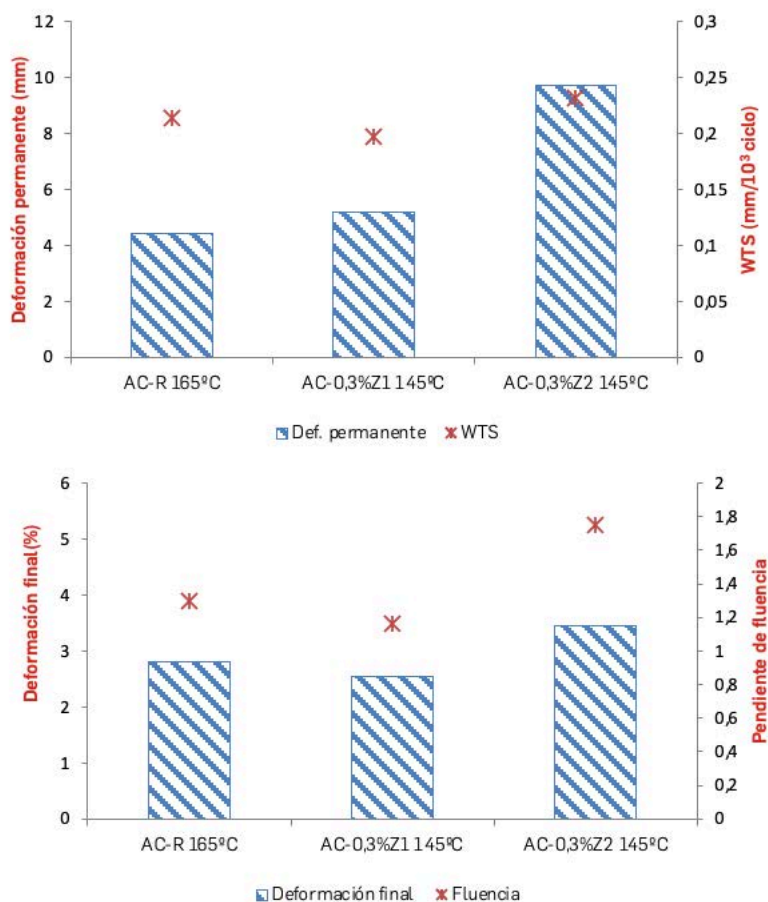 Deformación permanente (mm)
12
10
8
6
4
2
0
0,3
0,25
0,2
0,15
0,1
0,05
0
WTS (mm/10³ ciclo)
AC-R 165ºC
AC-0,3%Z1 145ºC
AC-0,3%Z2 145ºC
Def. permanente
WTS
Deformación final(%)
6
5
4
3
2
1
0
2
1,8
1,6
1,4
1,2
1
0,8
0,6
0,4
0,2
0
Pendiente de fluencia
AC-R 165ºC
AC-0,3%Z1 145ºC
AC-0,3%Z2 145ºC
Deformación final
Fluencia